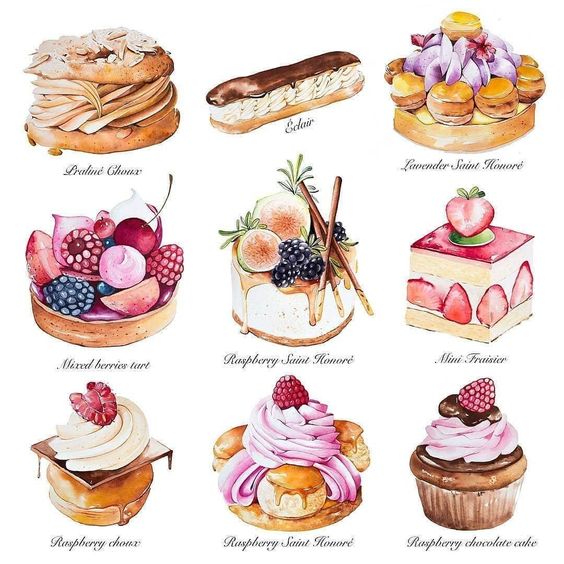 Praliné Choux
Èclair
Lavender Saint Honoré
Mixed berries tart
Raspberry Saint Honoré
Mini Fraisier
Raspberry choux
Raspberry Saint Honoré
Raspberry chocolate cake